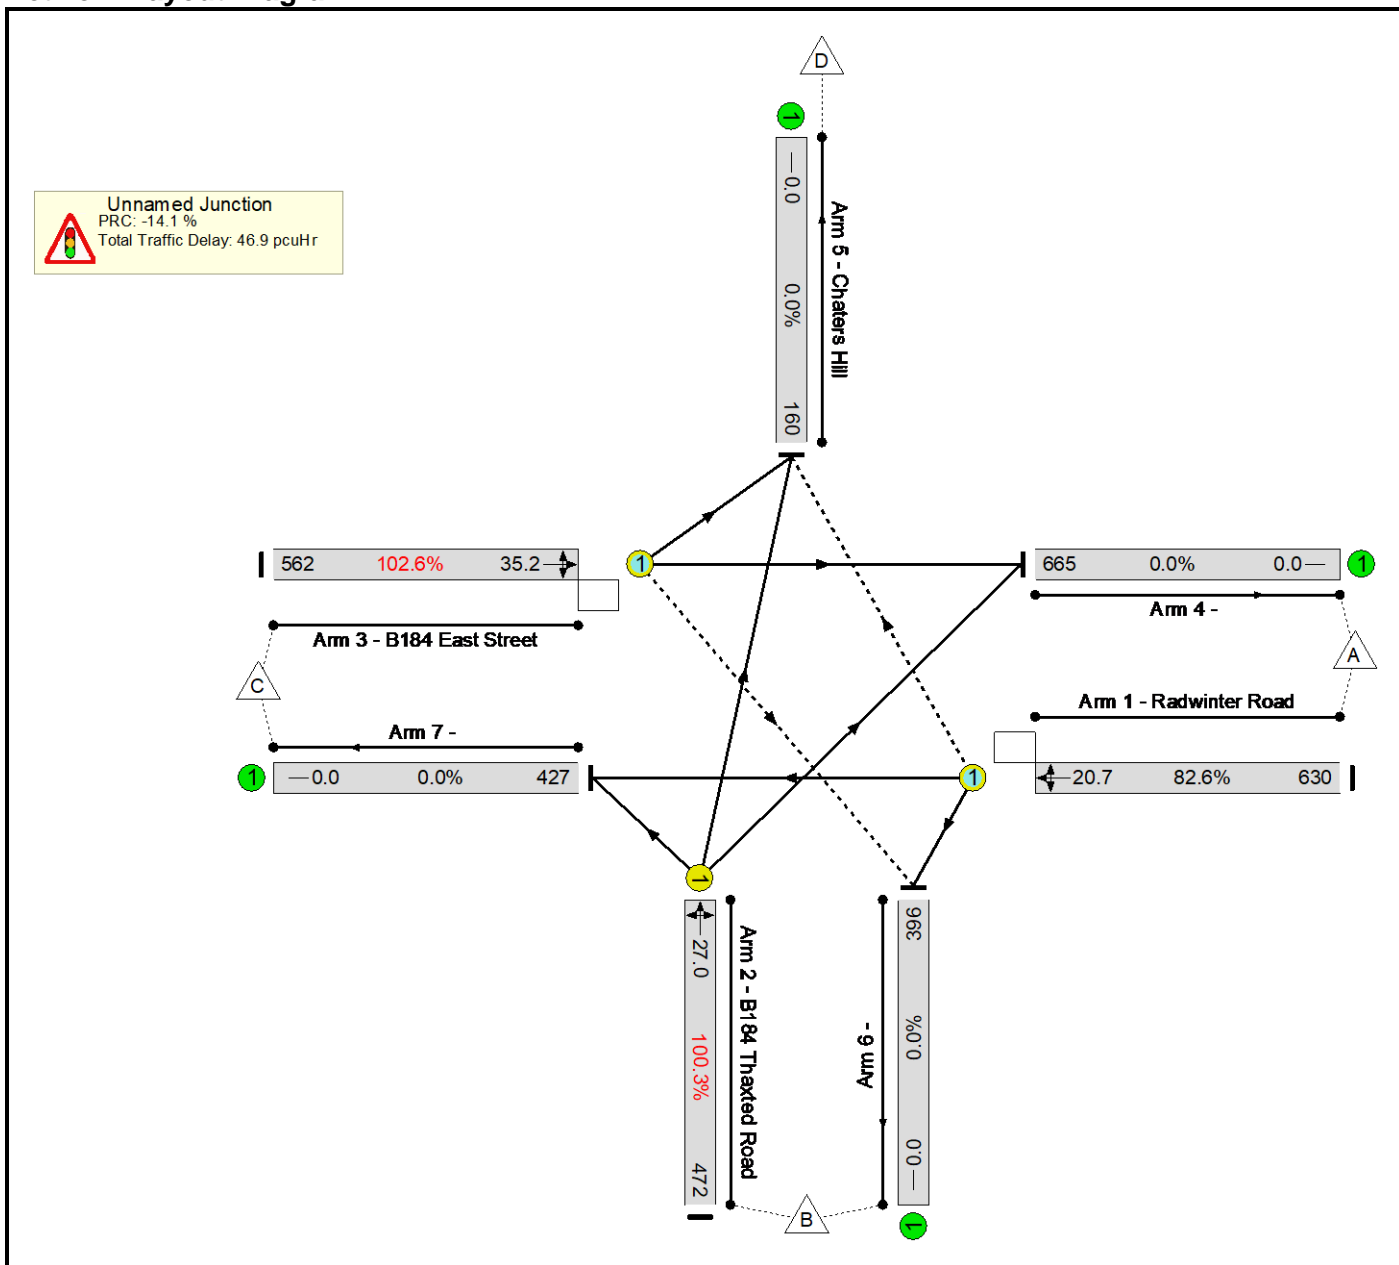 D
1
Unnamed Junction
PRC: -14.1 %
Total Traffic Delay: 46.9 pcuHr
0.0
0.0%
160
Arm 5 - Chaters Hill
562 102.6% 35.2
1
665 0.0% 0.0
1
Arm 4 -
Arm 3 - B184 East Street
A
C
Arm 1 - Radwinter Road
Arm 7 -
1
0.0 0.0% 427
1
20.7 82.6% 630
1
27.0
100.3%
472
Arm 2 - B184 Thaxted Road
Arm 6 -
396
0.0%
0.0
B
1